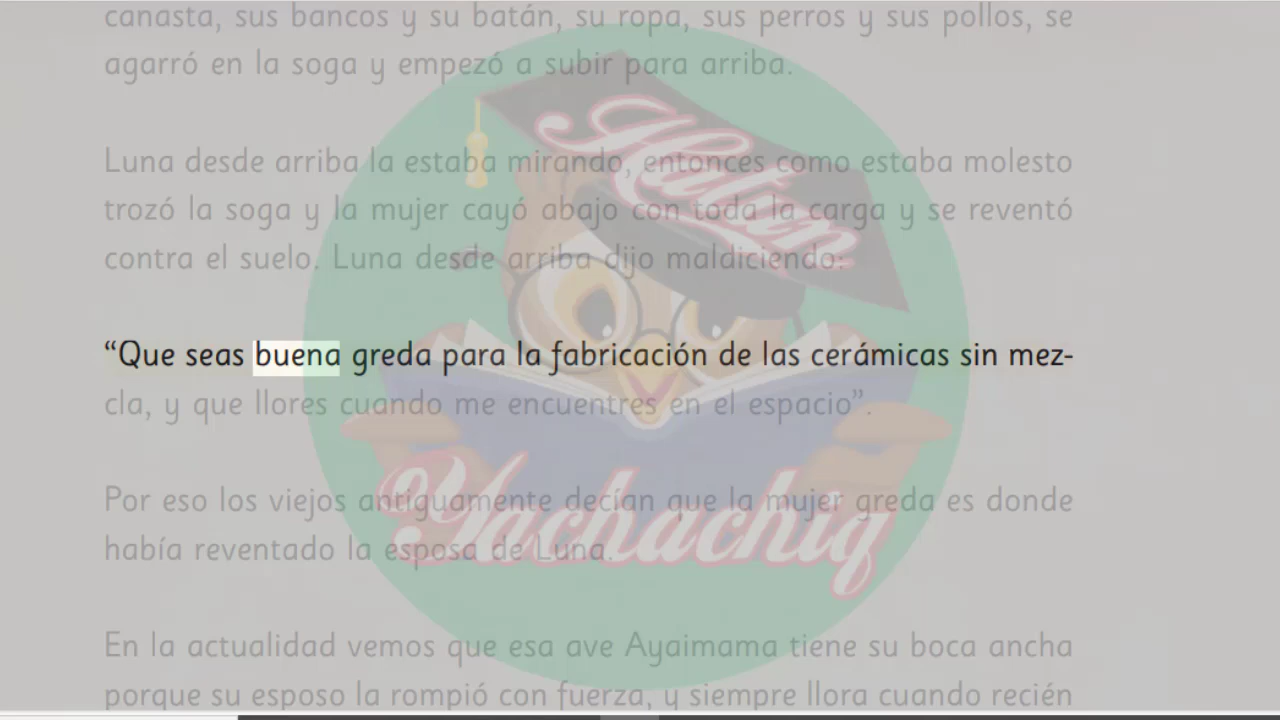 canasta, sus bancos y su batán, su ropa, sus perros y sus pollos, se
agarró en la soga y empezó a subir para arriba.
Luna desde arriba la estaba mirando, entonces como estaba molesto
trozó la soga y la mujer cayó abajo con toda la carga y se reventó
contra el suelo. Luna desde arriba dijo maldiciendo:
“Que seas buena greda para la fabricación de las cerámicas sin mez-
cla, y que llores cuando me encuentres en el espacio”.
Por eso los viejos antiguamente decían que la mujer greda es donde
había reventado la esposa de Luna.
En la actualidad vemos que esa ave Ayaimama tiene su boca ancha
porque su esposo la rompió con fuerza, y siempre llora cuando recién
Hatun
Yachachiq